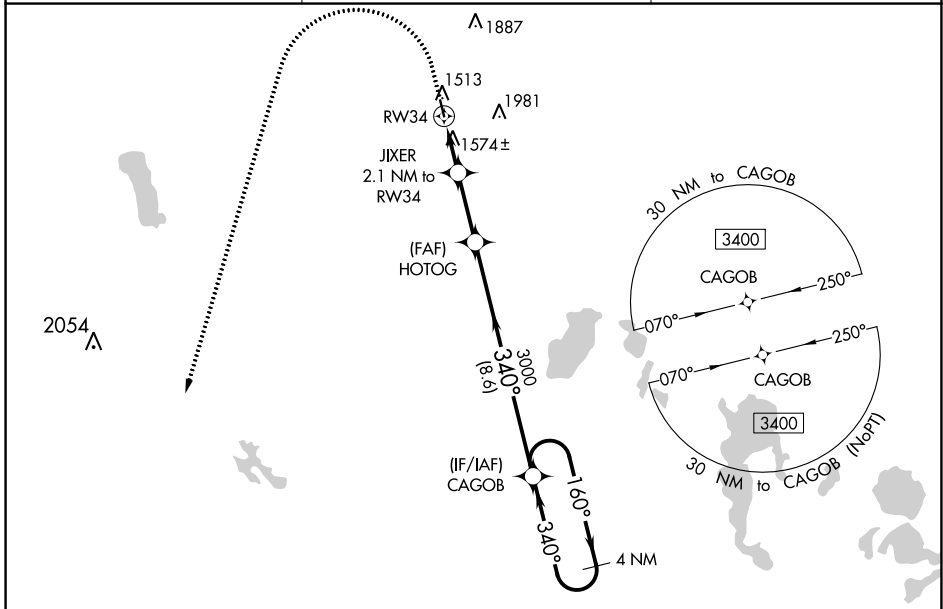 1887
1513
RW34
1981
1574±
JIXER
2.1 NM to
RW34
(FAF)
HOTOG
30 NM to CAGOB
3400
CAGOB
250°
070°
2054
3000
340°
(8.6)
250°
070°
CAGOB
3400
30 NM to CAGOB (NoPT)
(IF/IAF)
CAGOB
160°
340°
4 NM